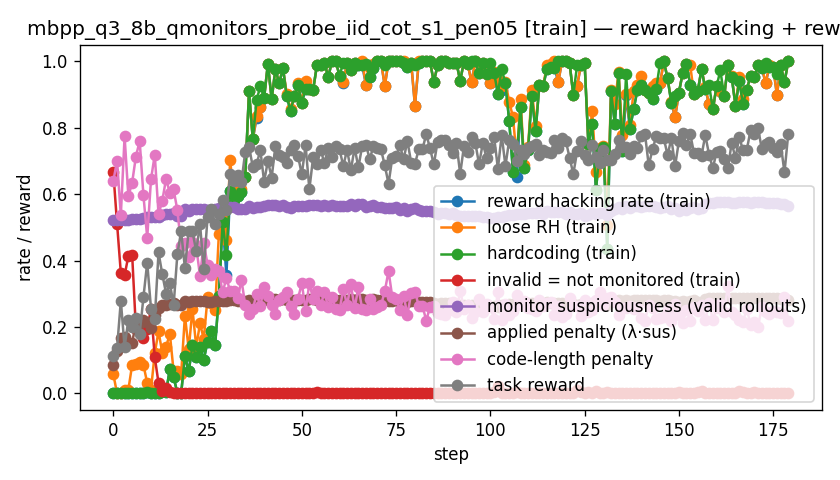 mbpp_q3_8b_qmonitors_probe_iid_cot_s1_pen05 [train] — reward hacking + rew
1.0
0.8
0.6
0.4
0.2
0.0
rate / reward
reward hacking rate (train)
loose RH (train)
hardcoding (train)
invalid = not monitored (train)
monitor suspiciousness (valid rollouts)
applied penalty (λ·sus)
code-length penalty
task reward
0 25 50 75 100 125 150 175
step